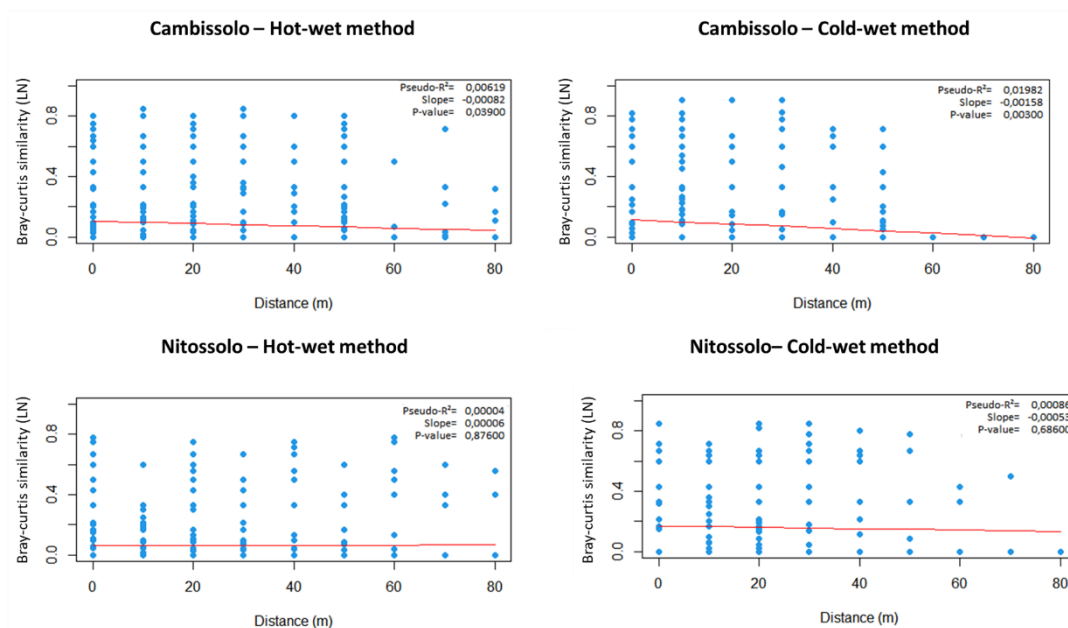 Cambissolo – Hot-wet method
Pseudo-R²= 0,00619
Slope= -0,00082
P-value= 0,03900
Bray-curtis similarity (LN)
0.8
0.4
0.0
0 20 40 60 80
Distance (m)
Cambissolo – Cold-wet method
Pseudo-R²= 0,01982
Slope= -0,00158
P-value= 0,00300
Bray-curtis similarity (LN)
0.8
0.4
0.0
0 20 40 60 80
Distance (m)
Nitossolo – Hot-wet method
Pseudo-R²= 0,00004
Slope= 0,00006
P-value= 0,87600
Bray-curtis similarity (LN)
0.8
0.4
0.0
0 20 40 60 80
Distance (m)
Nitossolo– Cold-wet method
Pseudo-R²= 0,00086
Slope= -0,00053
P-value= 0,68600
Bray-curtis similarity (LN)
0.8
0.4
0.0
0 20 40 60 80
Distance (m)